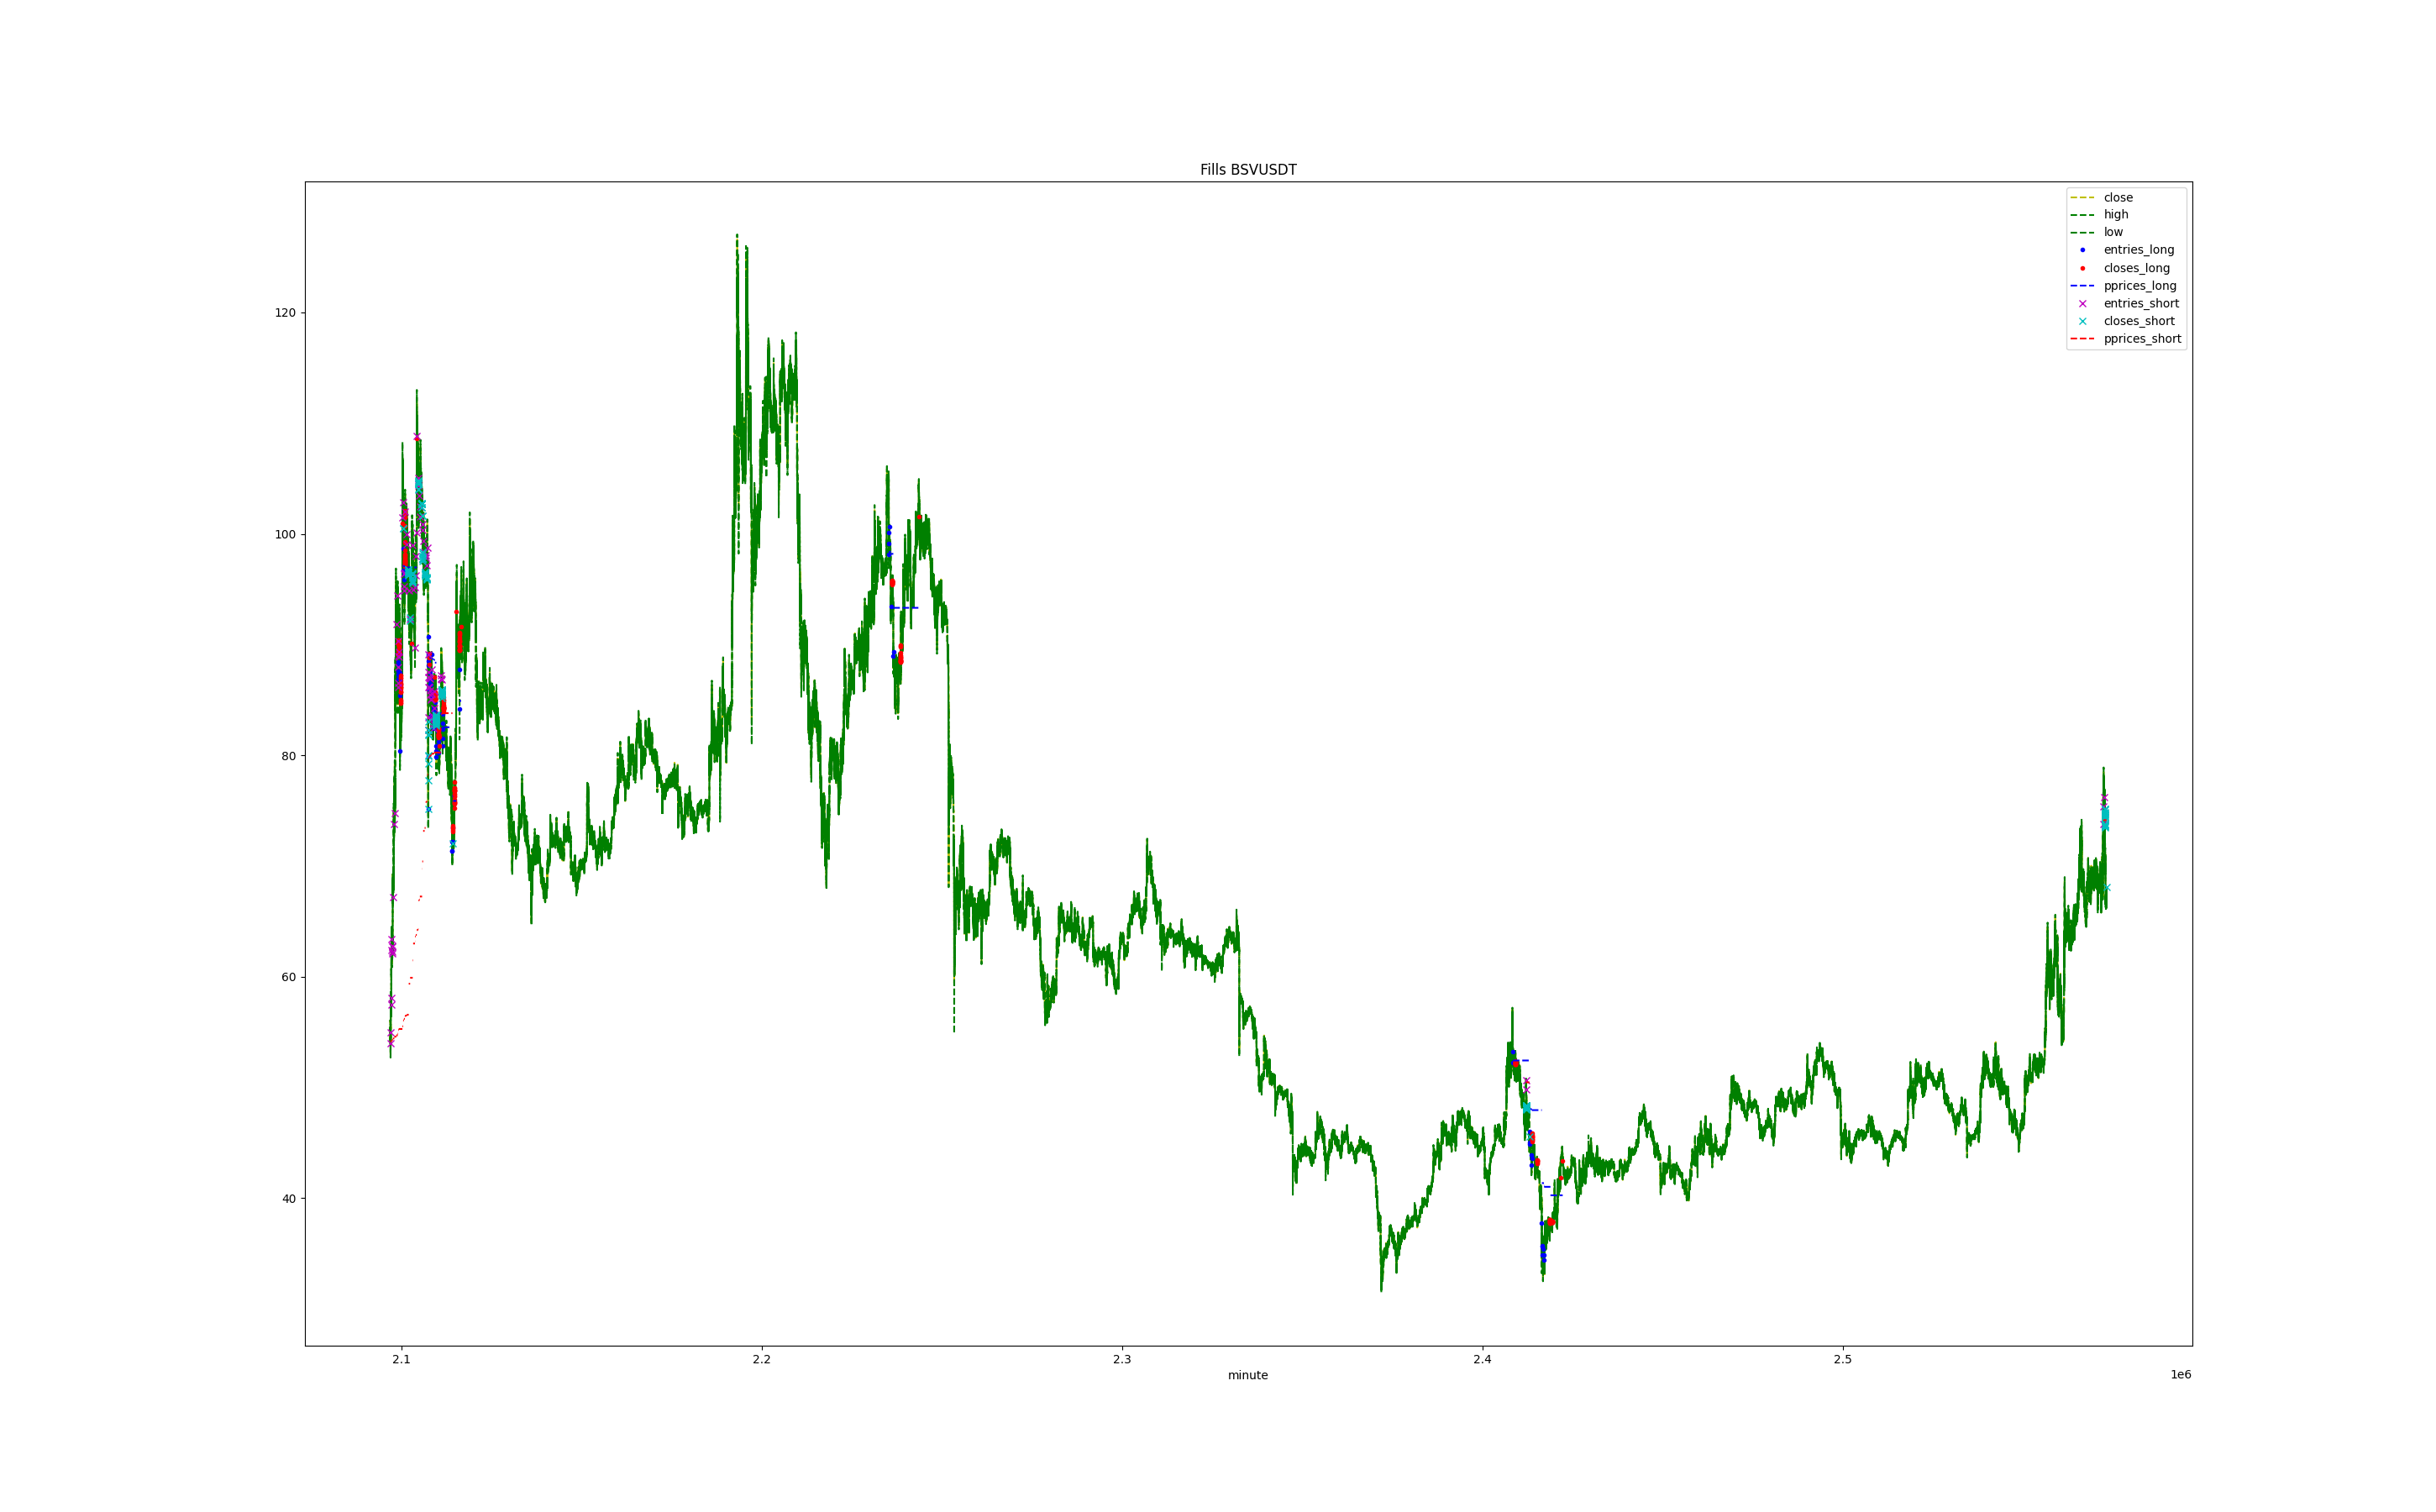 Fills BSVUSDT
close
high
low
entries_long
closes_long
pprices_long
entries_short
closes_short
pprices_short
120
100
80
60
40
2.1 2.2 2.3 2.4 2.5
minute
1e6